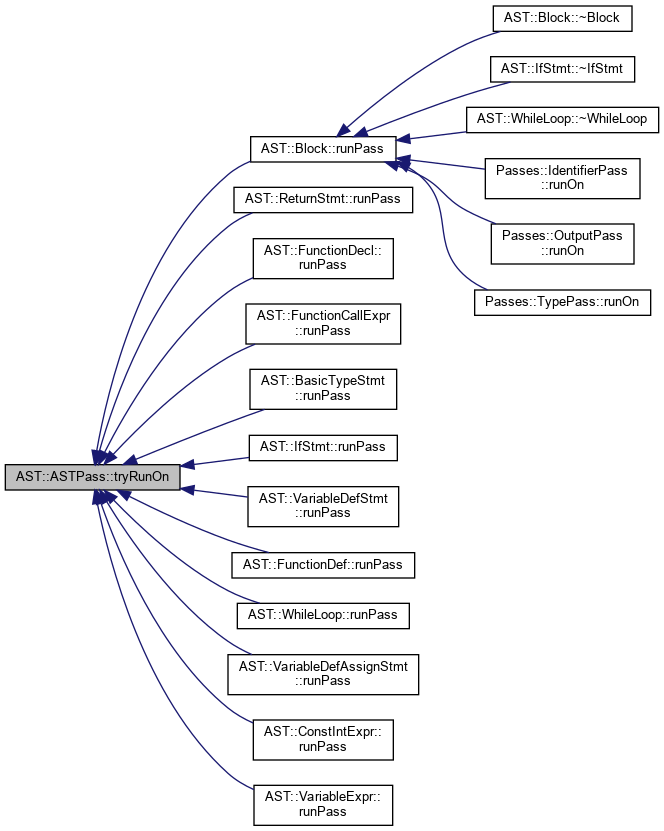 AST::Block::~Block
AST::IfStmt::~IfStmt
AST::WhileLoop::~WhileLoop
AST::Block::runPass
Passes::IdentifierPass
::runOn
AST::ReturnStmt::runPass
Passes::OutputPass
::runOn
AST::FunctionDecl::
runPass
Passes::TypePass::runOn
AST::FunctionCallExpr
::runPass
AST::BasicTypeStmt
::runPass
AST::IfStmt::runPass
AST::ASTPass::tryRunOn
AST::VariableDefStmt
::runPass
AST::FunctionDef::runPass
AST::WhileLoop::runPass
AST::VariableDefAssignStmt
::runPass
AST::ConstIntExpr::
runPass
AST::VariableExpr::
runPass